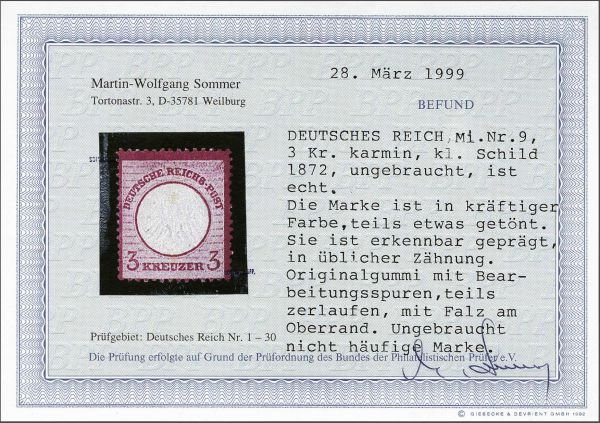 Martin-Wolfgang Sommer
Tortonastr. 3, D-35781 Weilburg
28. März 1999
BEFUND
DEUTSCHES REICH, Mi.Nr.9,
3 Kr. karmin, kl. Schild
1872, ungebraucht, ist
echt.
Die Marke ist in kräftiger
Farbe,teils etwas getönt.
Sie ist erkennbar geprägt,
in üblicher Zähnung.
Originalgummi mit Bear-
beitungsspuren,teils
zerlaufen, mit Falz am
Oberrand. Ungebraucht
nicht häufige Marke.
DEUTSCHE REICHS-POST
3 KREUZER 3
Prüfgebiet: Deutsches Reich Nr. 1 – 30
Die Prüfung erfolgte auf Grund der Prüfordnung des Bundes der Philatelistischen Prüfer e.V.
© GIESECKE & DEVRIENT GMBH 1992
BPP